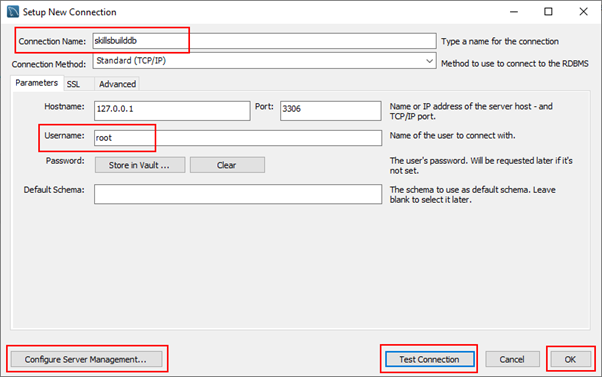 Setup New Connection
Connection Name: skillsbuilddb Type a name for the connection
Connection Method: Standard (TCP/IP) Method to use to connect to the RDBMS
Parameters SSL Advanced
Hostname: 127.0.0.1 Port: 3306 Name or IP address of the server host - and
TCP/IP port.
Username: root Name of the user to connect with.
Password: Store in Vault ... Clear The user's password. Will be requested later if it's
not set.
Default Schema: The schema to use as default schema. Leave
blank to select it later.
Configure Server Management... Test Connection Cancel OK